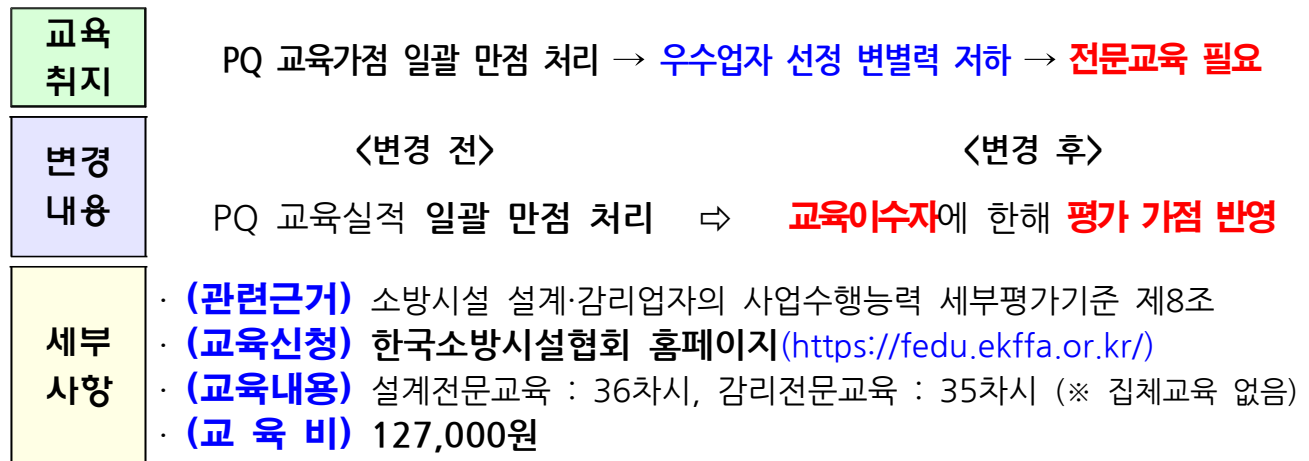 교육
취지
PQ 교육가점 일괄 만점 처리 → 우수업자 선정 변별력 저하 → 전문교육 필요
변경
내용
<변경 전> <변경 후>
PQ 교육실적 일괄 만점 처리 ⇨ 교육이수자에 한해 평가 가점 반영
세부
사항
· (관련근거) 소방시설 설계·감리업자의 사업수행능력 세부평가기준 제8조
· (교육신청) 한국소방시설협회 홈페이지(https://fedu.ekffa.or.kr/)
· (교육내용) 설계전문교육 : 36차시, 감리전문교육 : 35차시 (※ 집체교육 없음)
· (교 육 비) 127,000원